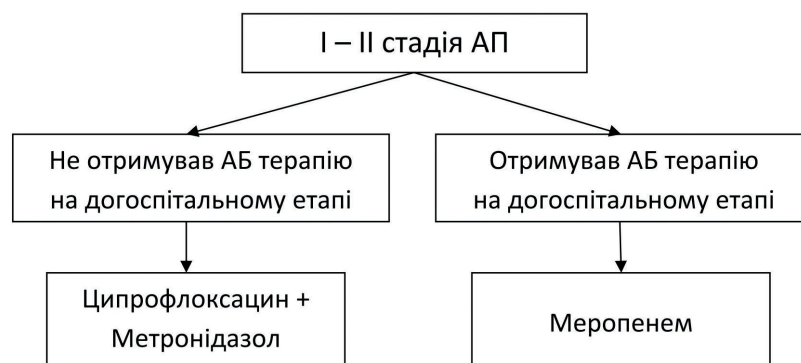 I – II стадія АП
Не отримував АБ терапію
на догоспітальному етапі
Отримував АБ терапію
на догоспітальному етапі
Ципрофлоксацин +
Метронідазол
Меропенем